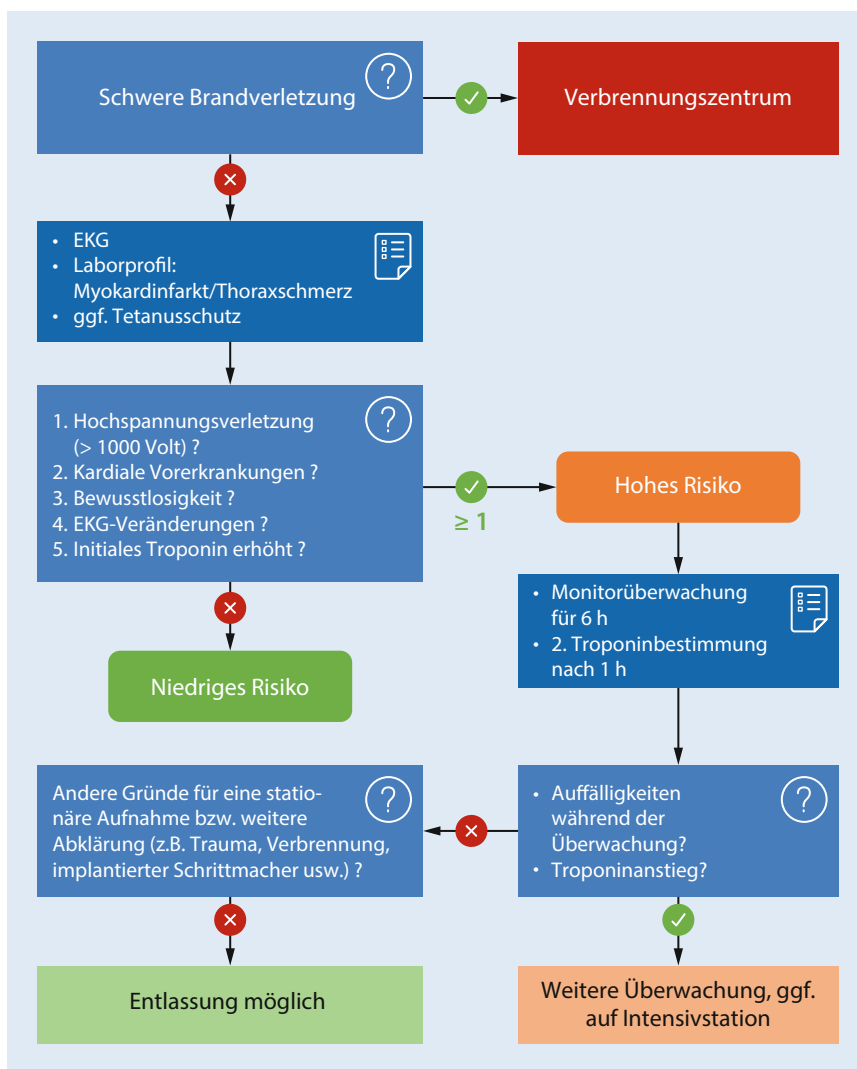 Schwere Brandverletzung
?
Verbrennungszentrum
• EKG
• Laborprofil:
Myokardinfarkt/Thoraxschmerz
• ggf. Tetanusschutz
?
1. Hochspannungsverletzung
(> 1000 Volt) ?
2. Kardiale Vorerkrankungen ?
3. Bewusstlosigkeit ?
4. EKG-Veränderungen ?
5. Initiales Troponin erhöht ?
≥ 1
Hohes Risiko
• Monitorüberwachung
für 6 h
• 2. Troponinbestimmung
nach 1 h
Niedriges Risiko
Andere Gründe für eine statio-
näre Aufnahme bzw. weitere
Abklärung (z.B. Trauma, Verbrennung,
implantierter Schrittmacher usw.) ?
?
• Auffälligkeiten
während der
Überwachung?
• Troponinanstieg?
?
Entlassung möglich
Weitere Überwachung, ggf.
auf Intensivstation